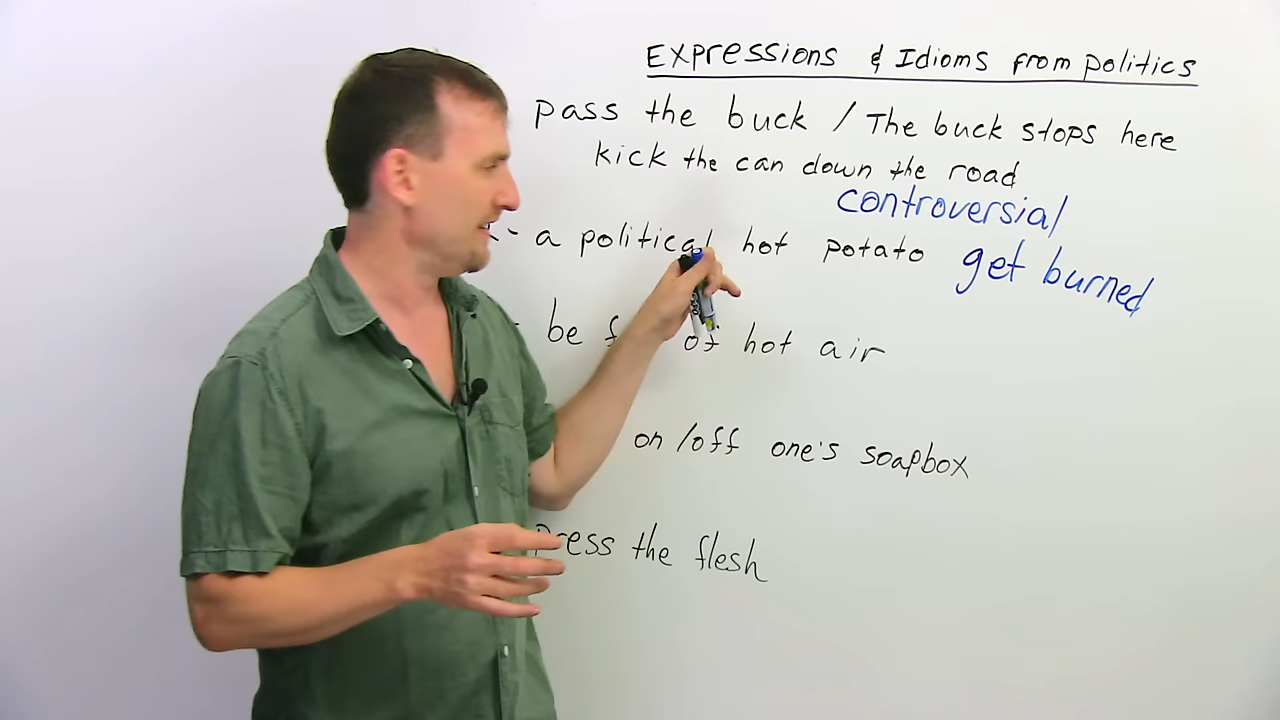 Expressions & Idioms from politics
pass the buck / The buck stops here
kick the can down the road
controversial
- a political hot potato get burned
be of hot air
on /off one's soapbox
press the flesh